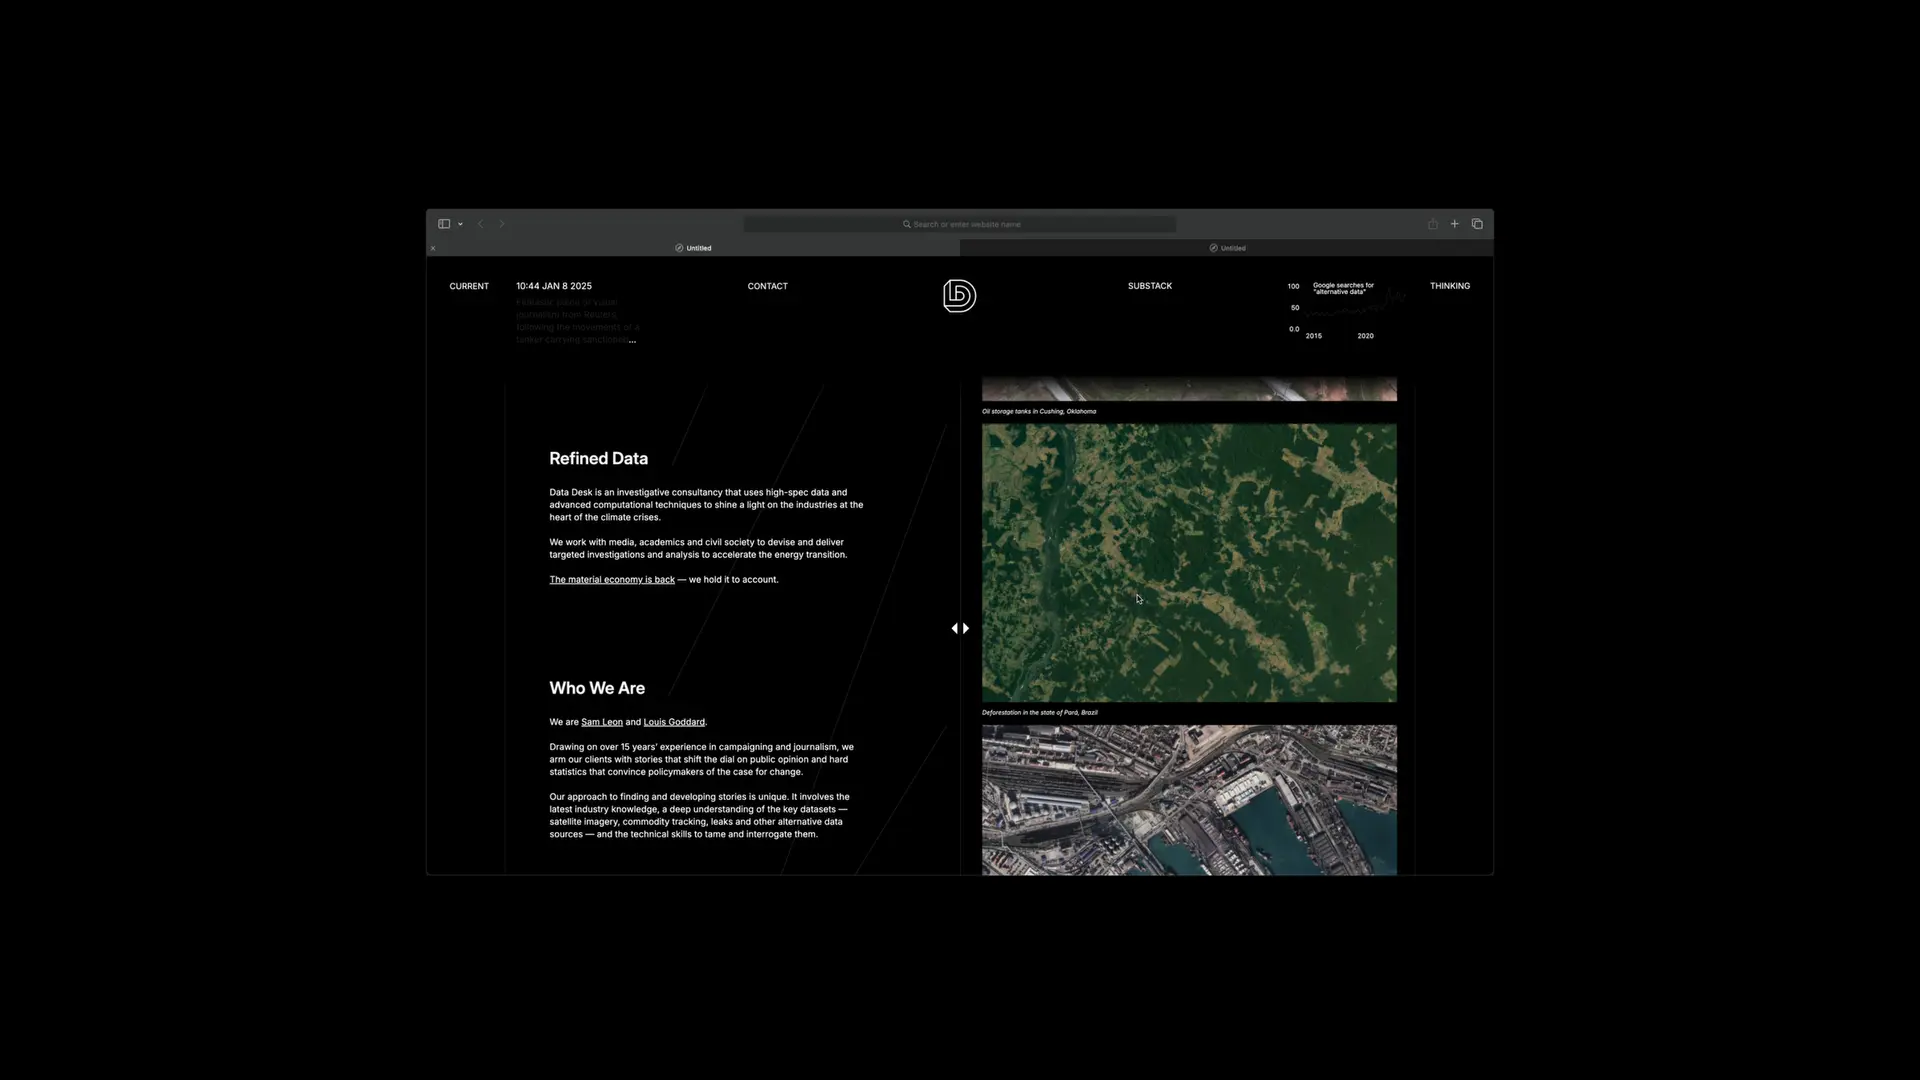 Search or enter website name
Untitled
Untitled
CURRENT
10:44 JAN 8 2025
journalism from Reuters,
following the movements of a
tanker carrying sanctioned...
CONTACT
SUBSTACK
100
50
0.0
Google searches for
"alternative data"
2015
2020
THINKING
Refined Data
Data Desk is an investigative consultancy that uses high-spec data and
advanced computational techniques to shine a light on the industries at the
heart of the climate crises.
We work with media, academics and civil society to devise and deliver
targeted investigations and analysis to accelerate the energy transition.
The material economy is back — we hold it to account.
Who We Are
We are Sam Leon and Louis Goddard.
Drawing on over 15 years' experience in campaigning and journalism, we
arm our clients with stories that shift the dial on public opinion and hard
statistics that convince policymakers of the case for change.
Our approach to finding and developing stories is unique. It involves the
latest industry knowledge, a deep understanding of the key datasets —
satellite imagery, commodity tracking, leaks and other alternative data
sources — and the technical skills to tame and interrogate them.
Oil storage tanks in Cushing, Oklahoma
Deforestation in the state of Pará, Brazil